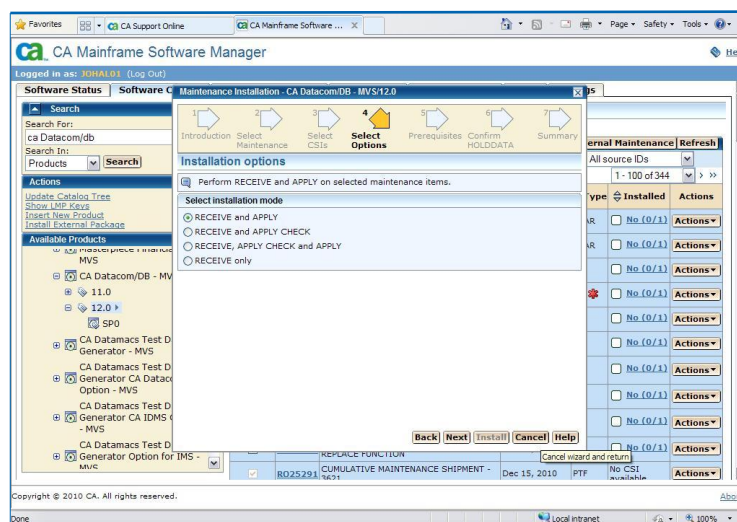 Favorites
CA Support Online
CA CA Mainframe Software ...
X
Page
Safety
Tools
ca CA Mainframe Software Manager
Logged in as: JOHAL01 (Log Out)
Software Status
Software C
Search
Search For:
ca Datacom/db
Search In:
Products
Search
Actions
Update Catalog Tree
Show LMP Keys
Insert New Product
Install External Package
Available Products
MVS
CA Datacom/DB - MV
11.0
12.0
SP0
CA Datamacs Test D
Generator - MVS
CA Datamacs Test D
Generator CA Datac
Option - MVS
CA Datamacs Test D
Generator CA IDMS
- MVS
CA Datamacs Test D
Generator Option for IMS -
MVS
Maintenance Installation - CA Datacom/DB - MVS/12.0
1
2
3
4
5
6
7
Introduction
Select Maintenance
Select CSIs
Select Options
Prerequisites
Confirm HOLDDATA
Summary
Installation options
Perform RECEIVE and APPLY on selected maintenance items.
Select installation mode
RECEIVE and APPLY
RECEIVE and APPLY CHECK
RECEIVE, APPLY CHECK and APPLY
RECEIVE only
Back
Next
Install
Cancel
Help
Cancel wizard and return
gs
ernal Maintenance
Refresh
All source IDs
1 - 100 of 344
ype
Installed
Actions
AR
No (0/1)
Actions
AR
No (0/1)
Actions
No (0/1)
Actions
No (0/1)
Actions
No (0/1)
Actions
No (0/1)
Actions
No (0/1)
Actions
No (0/1)
Actions
No (0/1)
Actions
REPLACE FUNCTION
RO25291
CUMULATIVE MAINTENANCE SHIPMENT - 3621
Dec 15, 2010
PTF
No CSI available
Actions
Copyright © 2010 CA. All rights reserved.
Abo
Done
Local intranet
100%